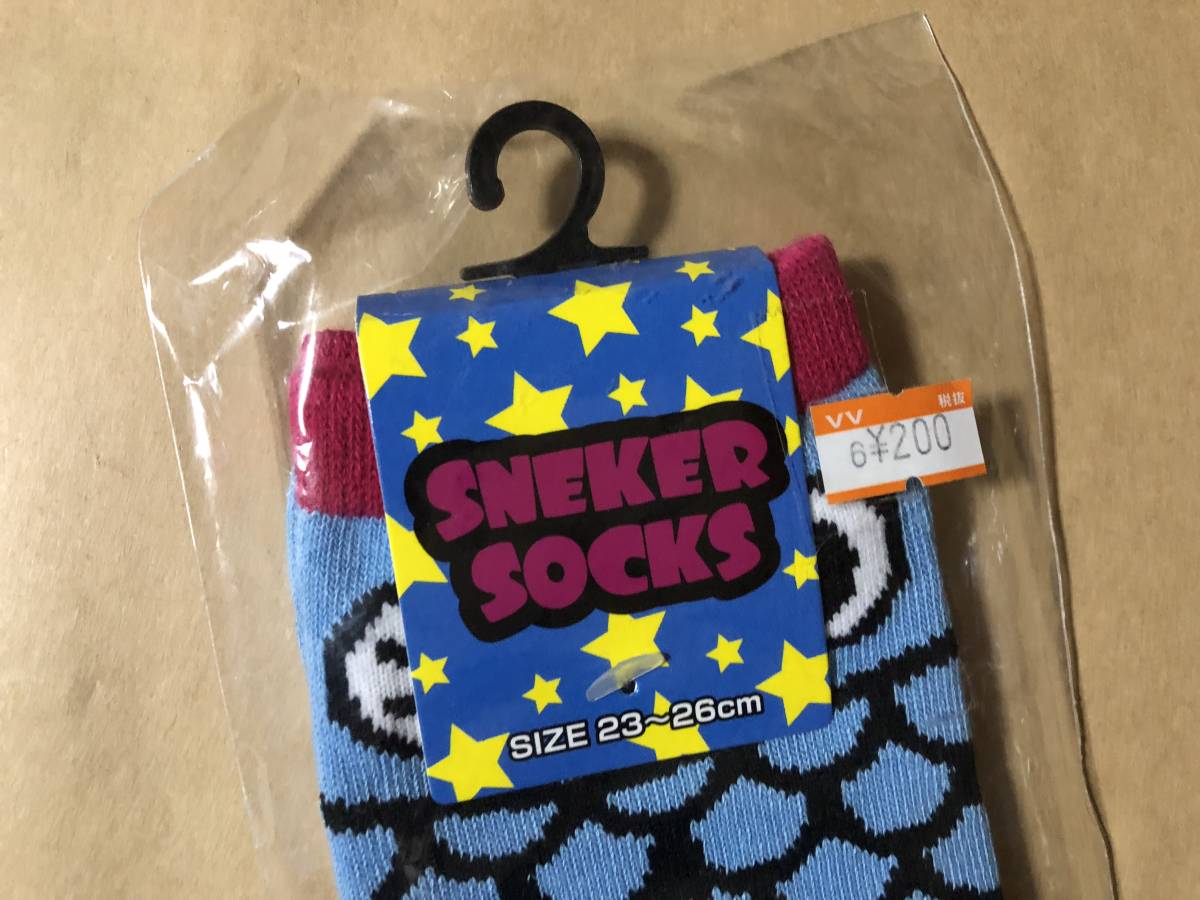 SNEKER
SOCKS
SIZE 23～26cm
VV 税抜
6¥200